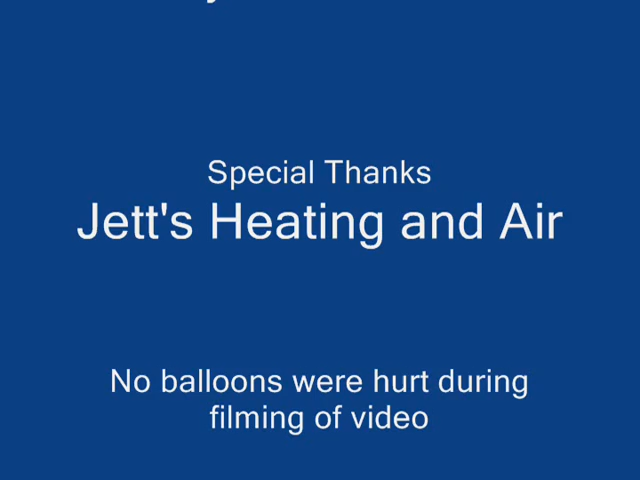 Special Thanks
Jett's Heating and Air
No balloons were hurt during
filming of video